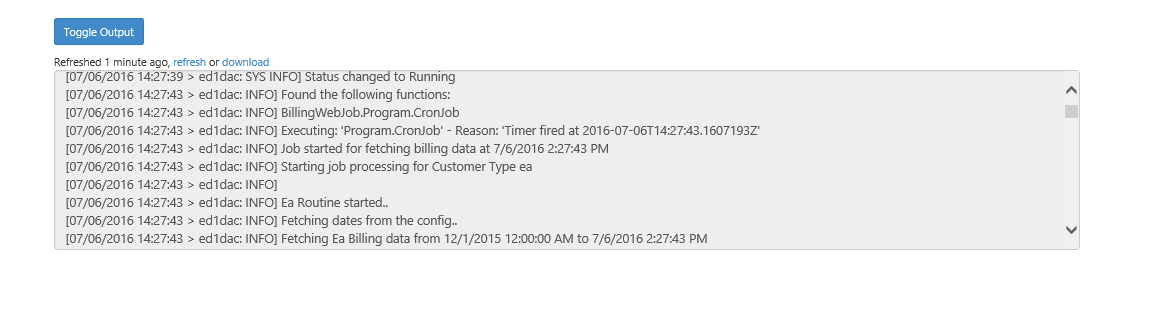 Toggle Output
Refreshed 1 minute ago, refresh or download
[07/06/2016 14:27:39 > ed1dac: SYS INFO] Status changed to Running
[07/06/2016 14:27:43 > ed1dac: INFO] Found the following functions:
[07/06/2016 14:27:43 > ed1dac: INFO] BillingWebJob.Program.CronJob
[07/06/2016 14:27:43 > ed1dac: INFO] Executing: 'Program.CronJob' - Reason: 'Timer fired at 2016-07-06T14:27:43.1607193Z'
[07/06/2016 14:27:43 > ed1dac: INFO] Job started for fetching billing data at 7/6/2016 2:27:43 PM
[07/06/2016 14:27:43 > ed1dac: INFO] Starting job processing for Customer Type ea
[07/06/2016 14:27:43 > ed1dac: INFO]
[07/06/2016 14:27:43 > ed1dac: INFO] Ea Routine started..
[07/06/2016 14:27:43 > ed1dac: INFO] Fetching dates from the config..
[07/06/2016 14:27:43 > ed1dac: INFO] Fetching Ea Billing data from 12/1/2015 12:00:00 AM to 7/6/2016 2:27:43 PM